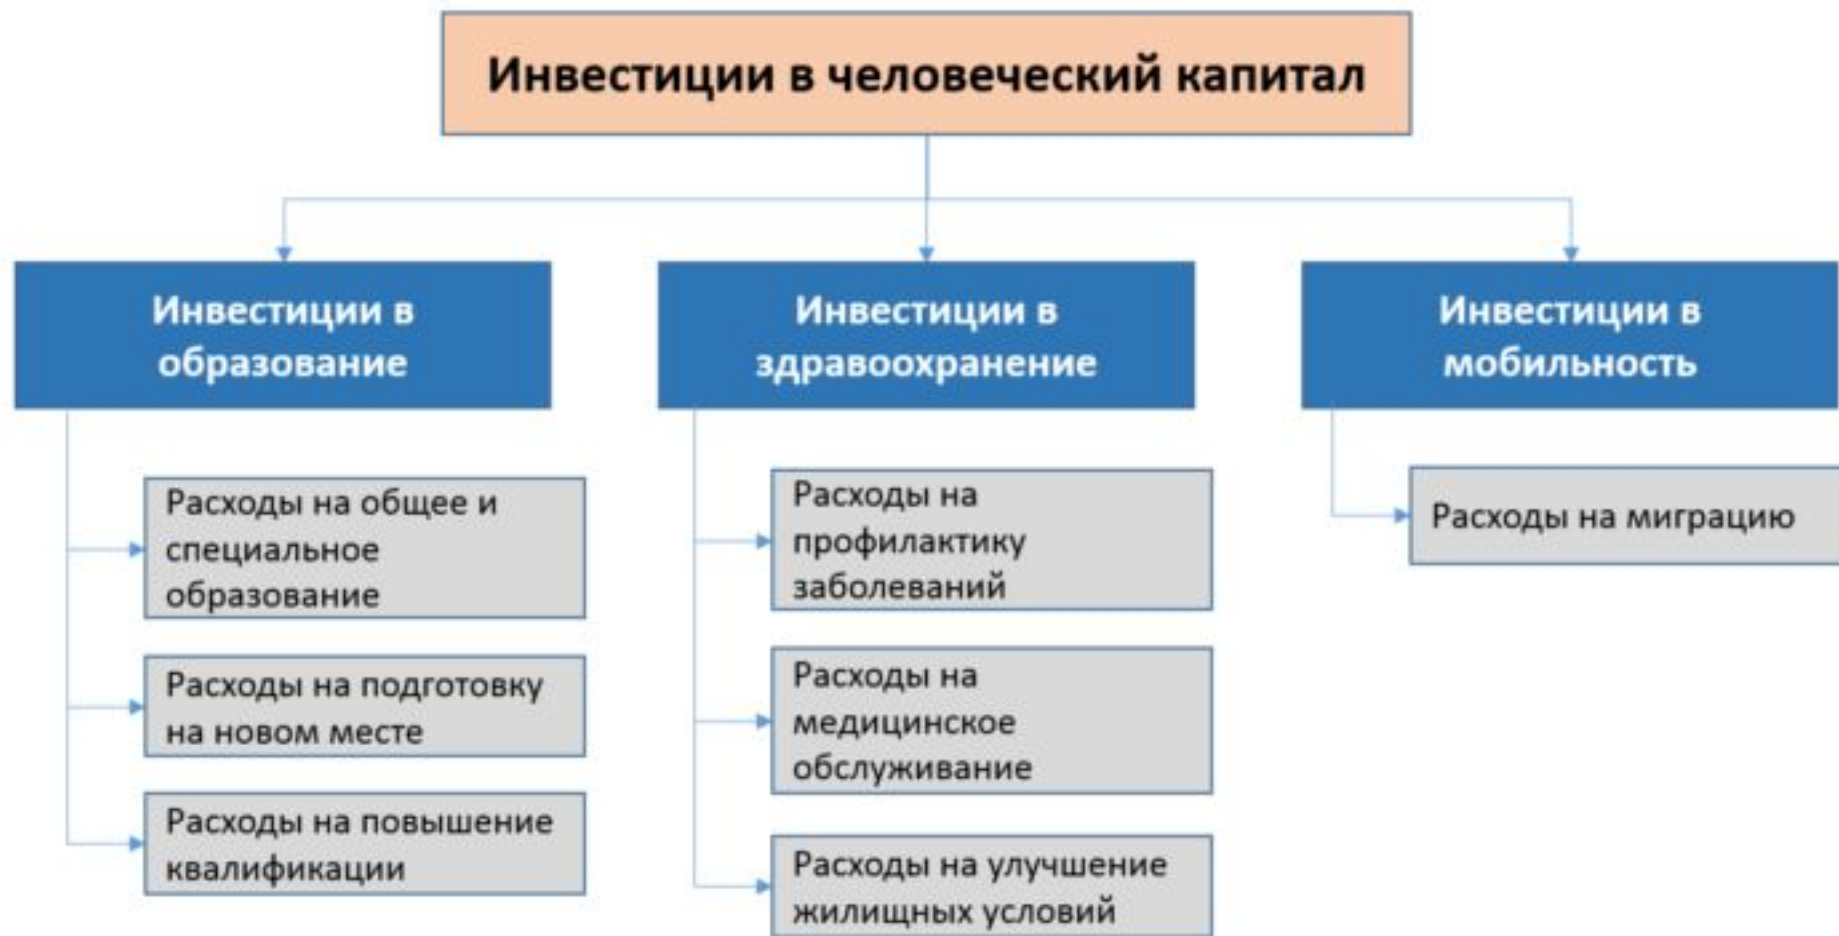 Инвестиции в человеческий капитал
Инвестиции в
образование
Расходы на общее и
специальное
образование
Расходы на подготовку
на новом месте
Расходы на повышение
квалификации
Инвестиции в
здравоохранение
Расходы на
профилактику
заболеваний
Расходы на
медицинское
обслуживание
Расходы на улучшение
жилищных условий
Инвестиции в
мобильность
Расходы на миграцию